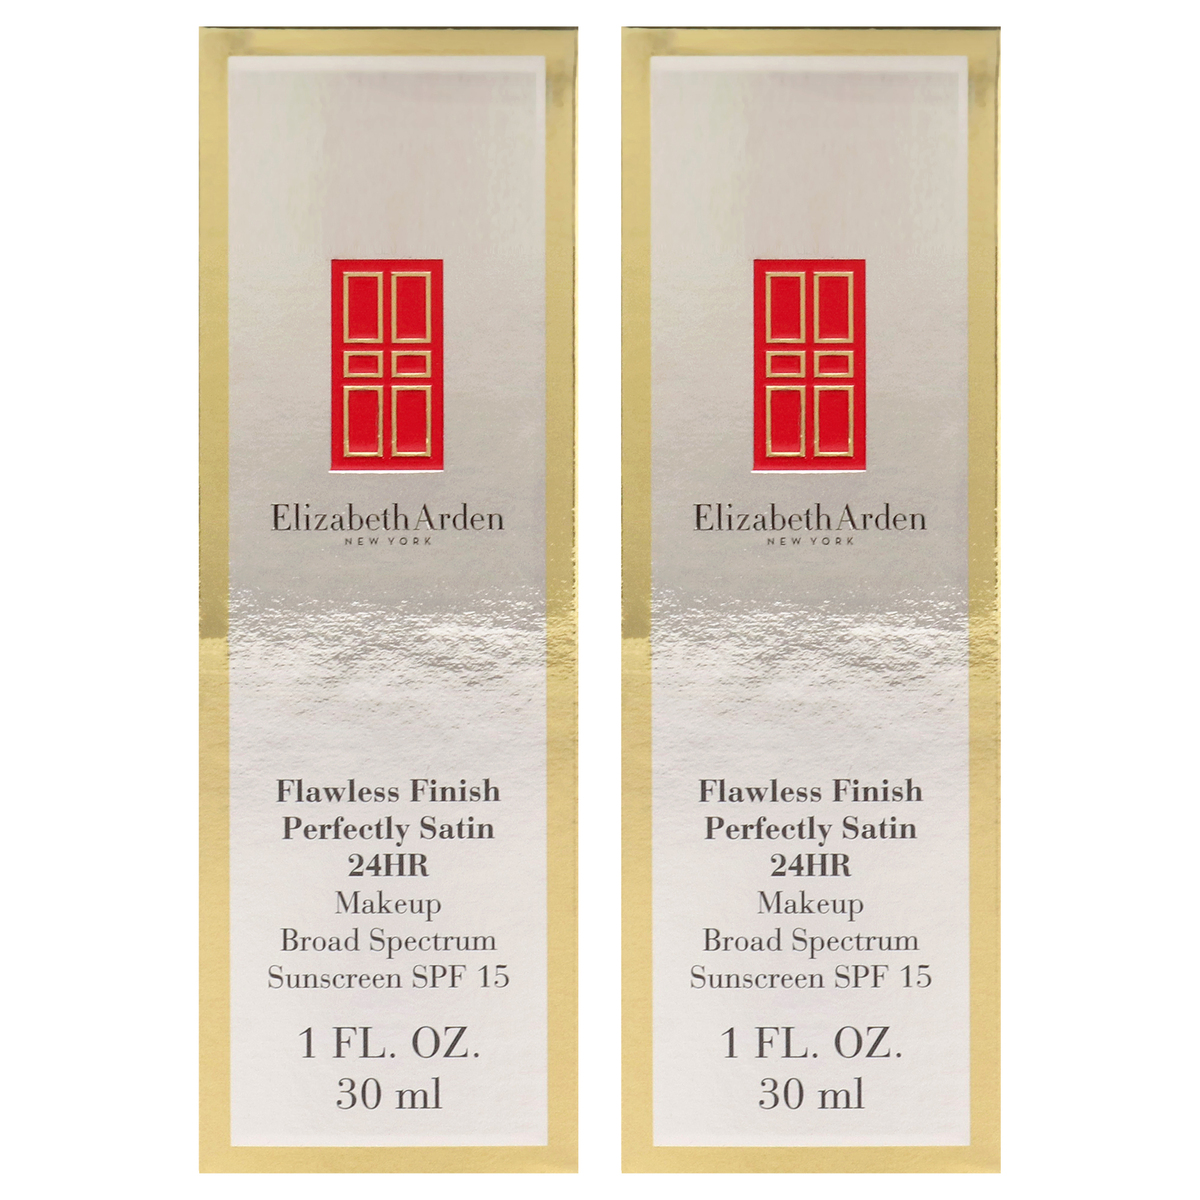 Elizabeth Arden
NEW YORK
Flawless Finish
Perfectly Satin
24HR
Makeup
Broad Spectrum
Sunscreen SPF 15
1 FL. OZ.
30 ml
Elizabeth Arden
NEW YORK
Flawless Finish
Perfectly Satin
24HR
Makeup
Broad Spectrum
Sunscreen SPF 15
1 FL. OZ.
30 ml